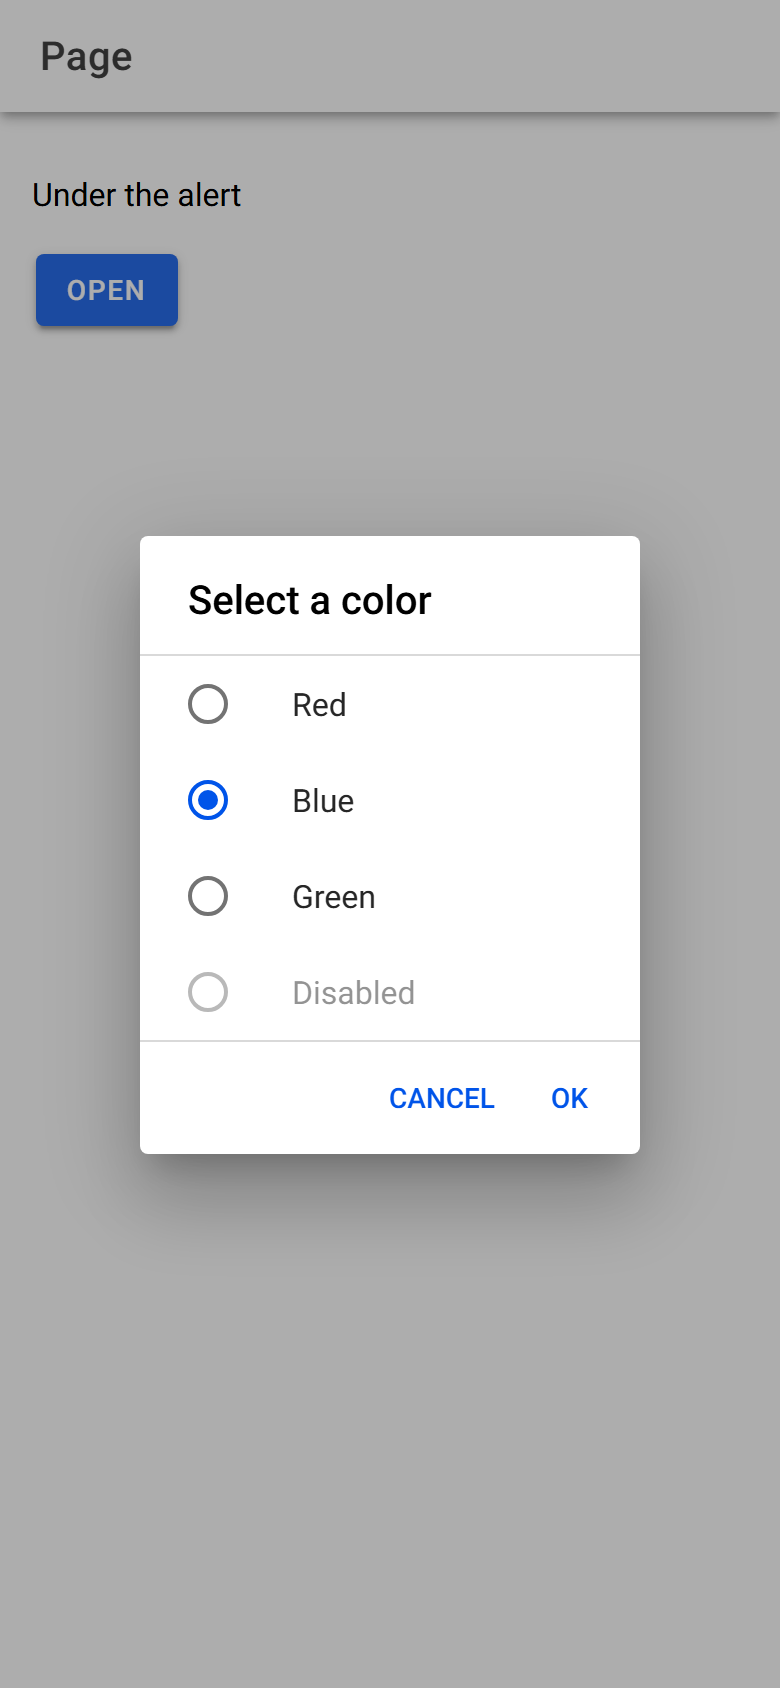 Page
Under the alert
OPEN
Select a color
Red
Blue
Green
Disabled
CANCEL OK